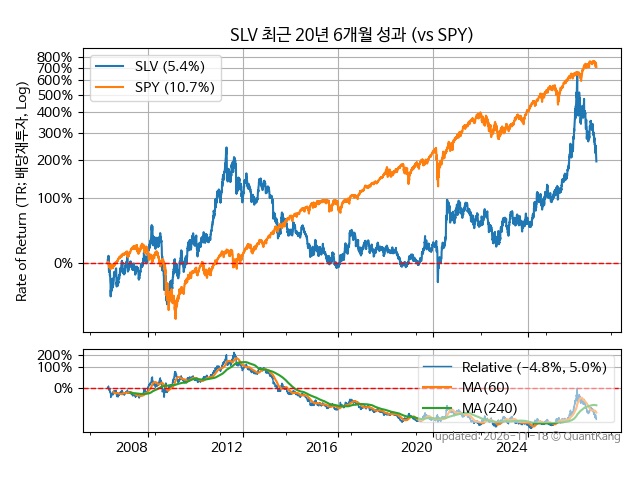 SLV 최근 20년 6개월 성과 (vs SPY)
Rate of Return (TR: 배당재투자, Log)
800%
700%
600%
500%
400%
300%
200%
100%
0%
SLV (5.4%)
SPY (10.7%)
200%
100%
0%
Relative (−4.8%, 5.0%)
MA(60)
MA(240)
updated: 2026-11-18 © QuantKang
2008
2012
2016
2020
2024